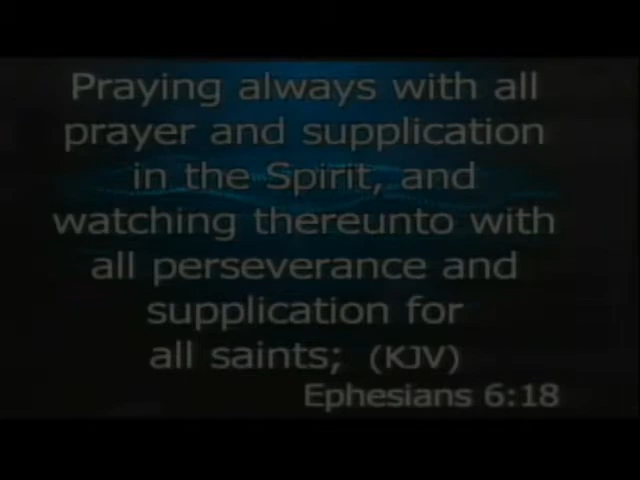 Praying always with all
prayer and supplication
in the Spirit, and
watching thereunto with
all perseverance and
supplication for
all saints; (KJV)
Ephesians 6:18